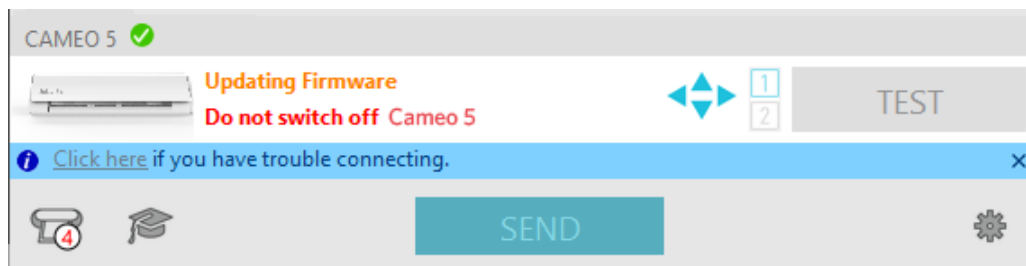 CAMEO 5
Updating Firmware
Do not switch off Cameo 5
1
2
TEST
i Click here if you have trouble connecting.
4
SEND